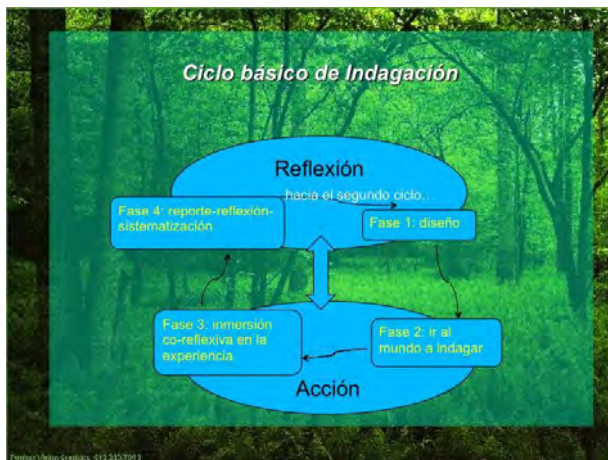 Ciclo básico de Indagación
Reflexión
hacia el segundo ciclo...
Fase 4: reporte-reflexión-
sistematización
Fase 1: diseño
Fase 3: inmersión
co-reflexiva en la
experiencia
Fase 2: ir al
mundo a indagar
Acción